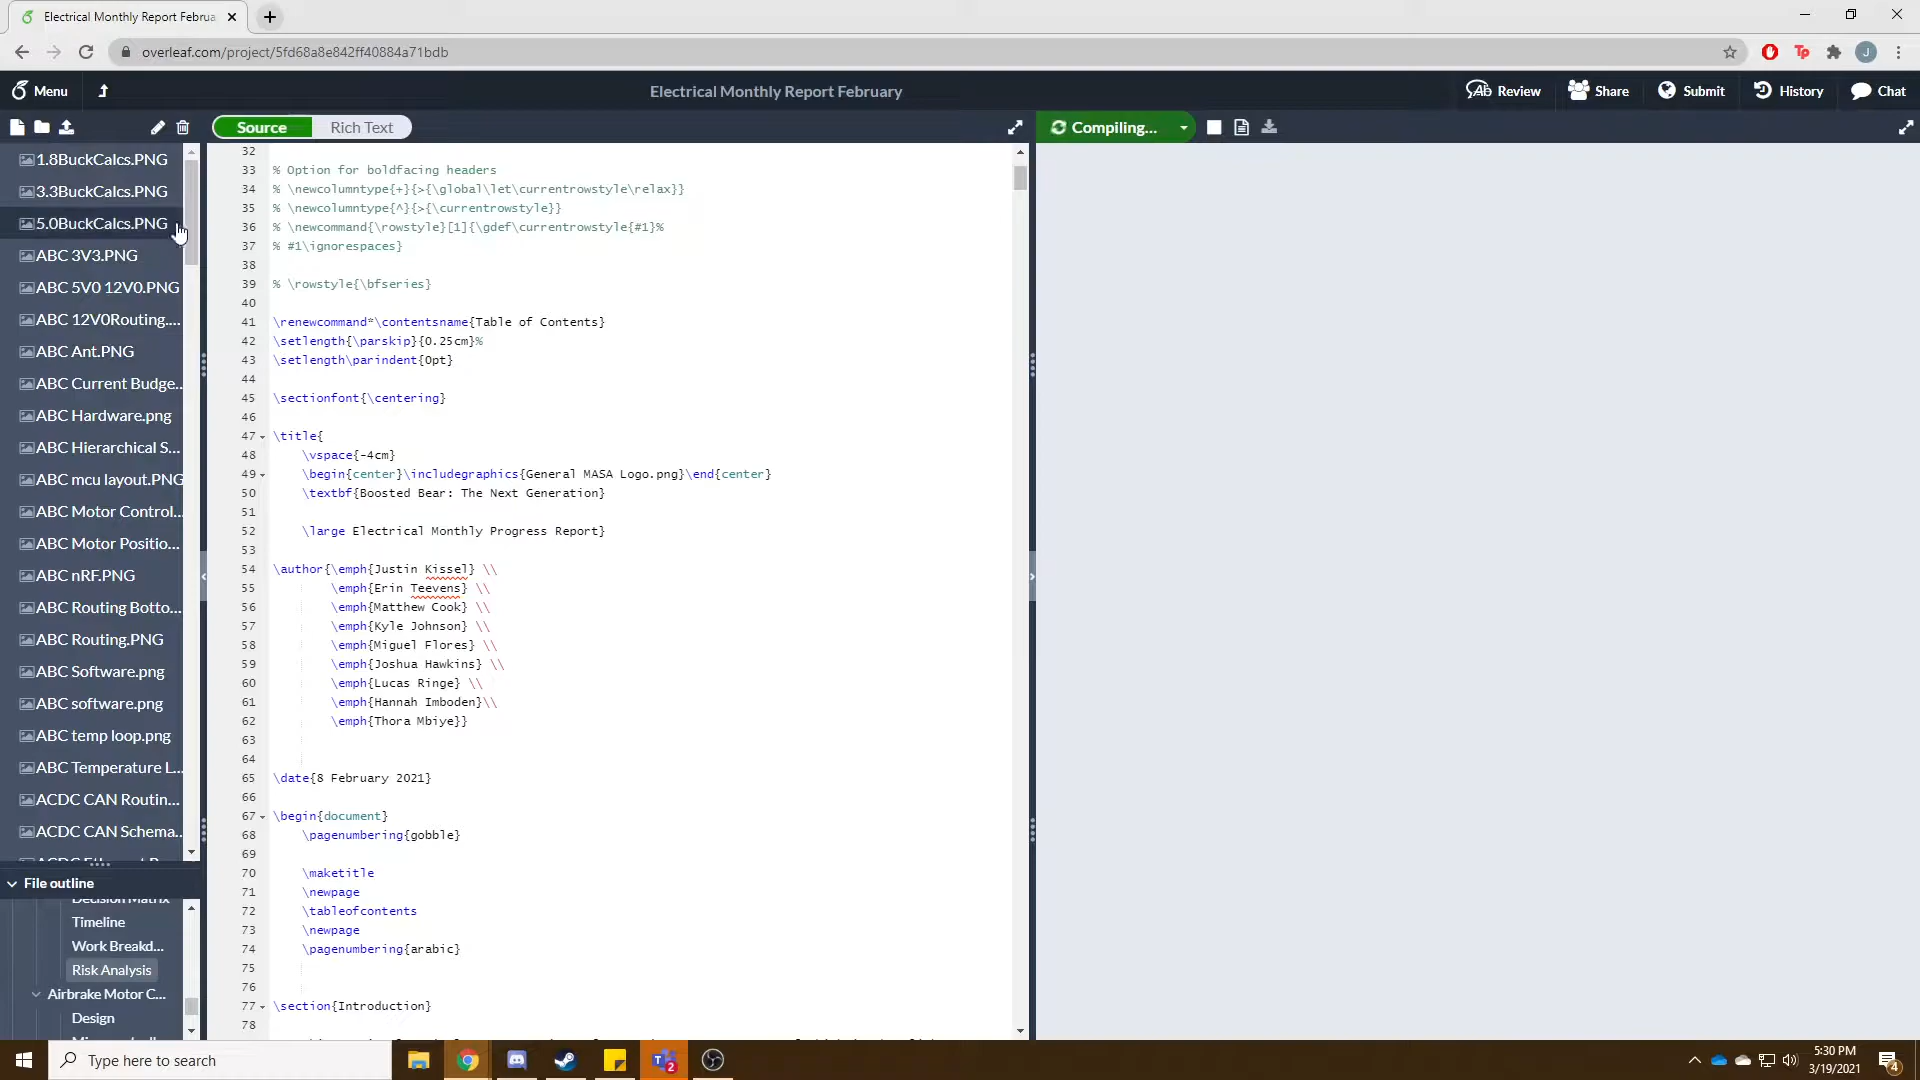 Electrical Monthly Report Februa
overleaf.com/project/5fd68a8e842ff40884a71bdb
J
Menu
Electrical Monthly Report February
Review
Share
Submit
History
Chat
Source
Rich Text
Compiling...
1.8BuckCalcs.PNG
3.3BuckCalcs.PNG
5.0BuckCalcs.PNG
ABC 3V3.PNG
ABC 5V0 12V0.PNG
ABC 12V0Routing....
ABC Ant.PNG
ABC Current Budge...
ABC Hardware.png
ABC Hierarchical S...
ABC mcu layout.PNG
ABC Motor Control...
ABC Motor Positio...
ABC nRF.PNG
ABC Routing Botto...
ABC Routing.PNG
ABC Software.png
ABC software.png
ABC temp loop.png
ABC Temperature L...
ACDC CAN Routin...
ACDC CAN Schema...
File outline
Decision Matrix
Timeline
Work Breakd...
Risk Analysis
Airbrake Motor C...
Design
32
33 % Option for boldfacing headers
34 % \newcolumntype{+}{>{\global\let\currentrowstyle\relax}}
35 % \newcolumntype{^}{>{\currentrowstyle}}
36 % \newcommand{\rowstyle}[1]{\gdef\currentrowstyle{#1}%
37 % #1\ignorespaces}
38
39 % \rowstyle{\bfseries}
40
41 \renewcommand*\contentsname{Table of Contents}
42 \setlength{\parskip}{0.25cm}%
43 \setlength\parindent{0pt}
44
45 \sectionfont{\centering}
46
47 \title{
48 \vspace{-4cm}
49 \begin{center}\includegraphics{General MASA Logo.png}\end{center}
50 \textbf{Boosted Bear: The Next Generation}
51
52 \large Electrical Monthly Progress Report}
53
54 \author{\emph{Justin Kissel} \\
55 \emph{Erin Teevens} \\
56 \emph{Matthew Cook} \\
57 \emph{Kyle Johnson} \\
58 \emph{Miguel Flores} \\
59 \emph{Joshua Hawkins} \\
60 \emph{Lucas Ringe} \\
61 \emph{Hannah Imboden}\\
62 \emph{Thora Mbiye}}
63
64
65 \date{8 February 2021}
66
67 \begin{document}
68 \pagenumbering{gobble}
69
70 \maketitle
71 \newpage
72 \tableofcontents
73 \newpage
74 \pagenumbering{arabic}
75
76
77 \section{Introduction}
78
Type here to search
2
5:30 PM
3/19/2021
4